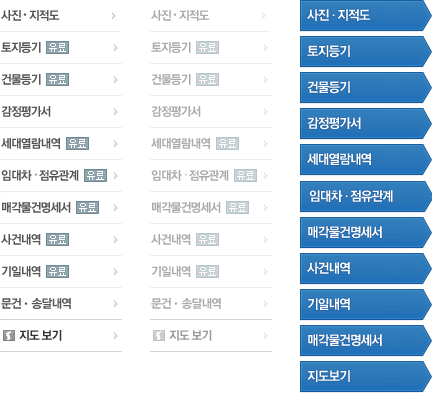 사진 · 지적도
토지등기 유료
건물등기 유료
감정평가서
세대열람내역 유료
임대차 · 점유관계 유료
매각물건명세서 유료
사건내역 유료
기일내역 유료
문건 · 송달내역
지도 보기
사진 · 지적도
토지등기 유료
건물등기 유료
감정평가서
세대열람내역 유료
임대차 · 점유관계 유료
매각물건명세서 유료
사건내역 유료
기일내역 유료
문건 · 송달내역
지도 보기
사진 · 지적도
토지등기
건물등기
감정평가서
세대열람내역
임대차 · 점유관계
매각물건명세서
사건내역
기일내역
매각물건명세서
지도보기